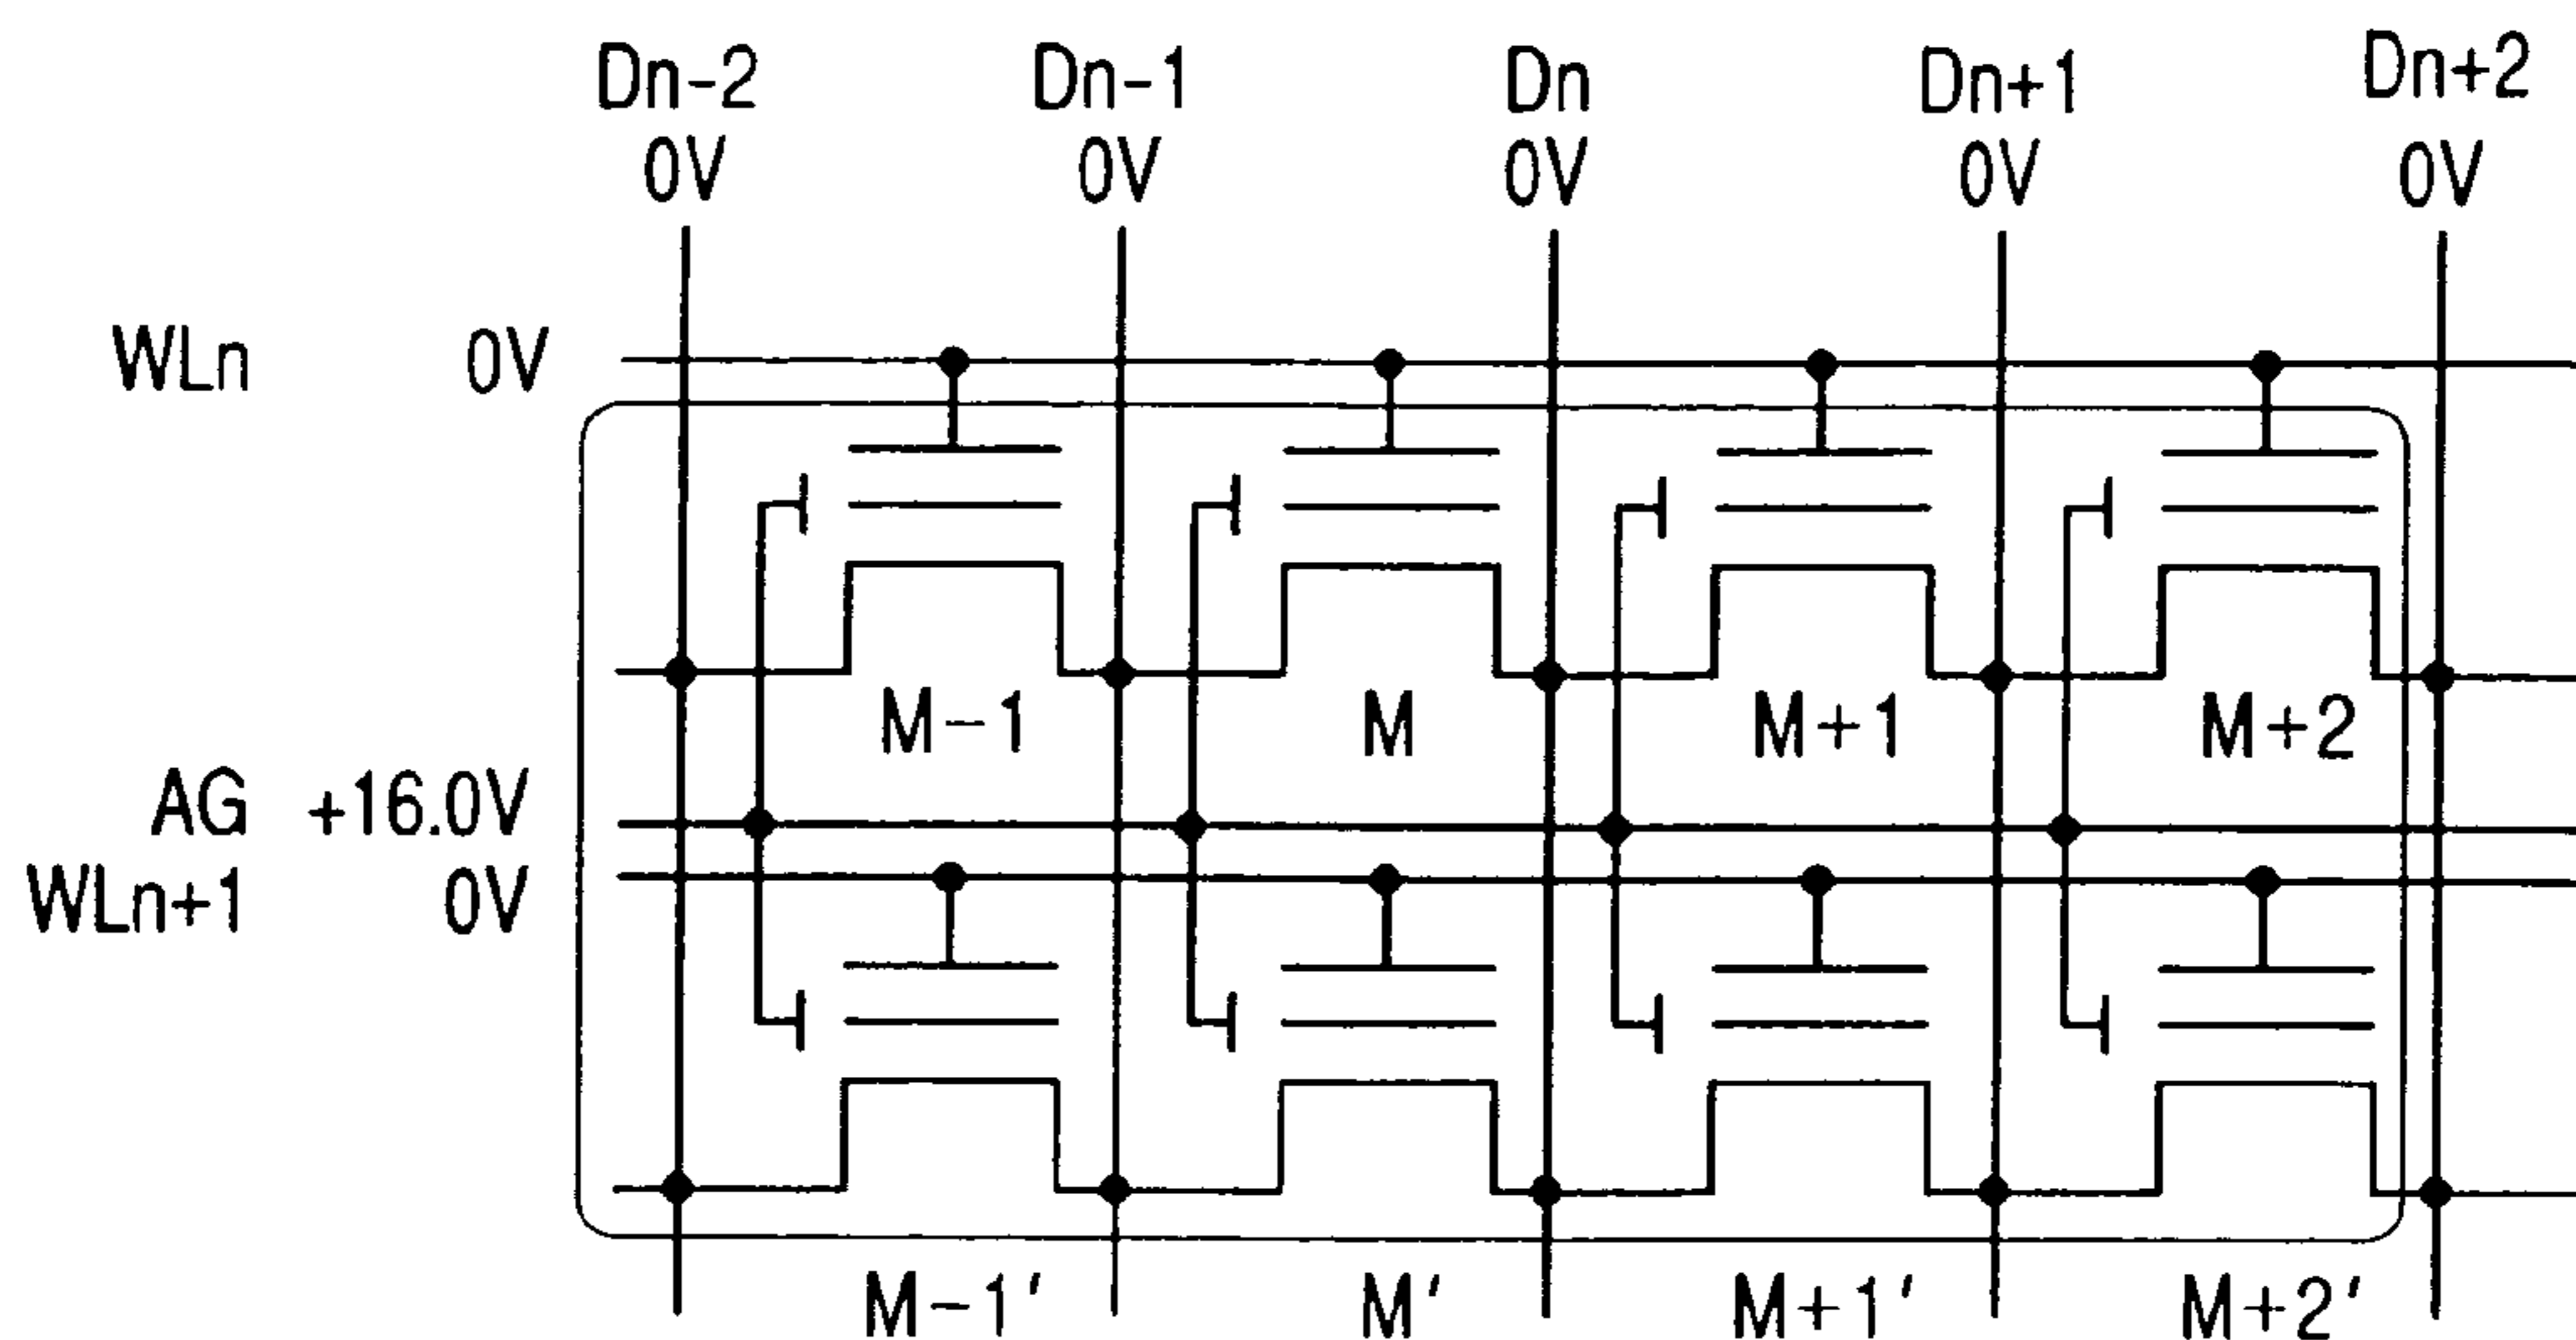 Dn-2 Dn-1 Dn Dn+1 Dn+2
0V 0V 0V 0V 0V
WLn 0V
M-1 M M+1 M+2
AG +16.0V
WLn+1 0V
M-1' M' M+1' M+2'